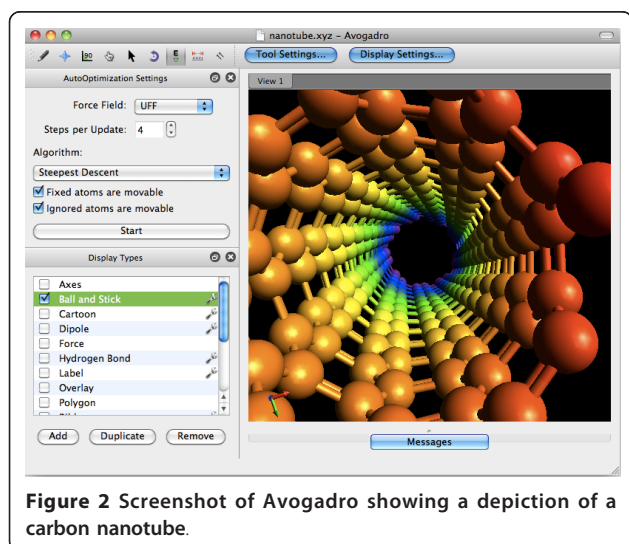 nanotube.xyz – Avogadro
Tool Settings...
Display Settings...
AutoOptimization Settings
Force Field: UFF
Steps per Update: 4
Algorithm:
Steepest Descent
Fixed atoms are movable
Ignored atoms are movable
Start
Display Types
Axes
Ball and Stick
Cartoon
Dipole
Force
Hydrogen Bond
Label
Overlay
Polygon
Add
Duplicate
Remove
View 1
Messages
Figure 2 Screenshot of Avogadro showing a depiction of a
carbon nanotube.